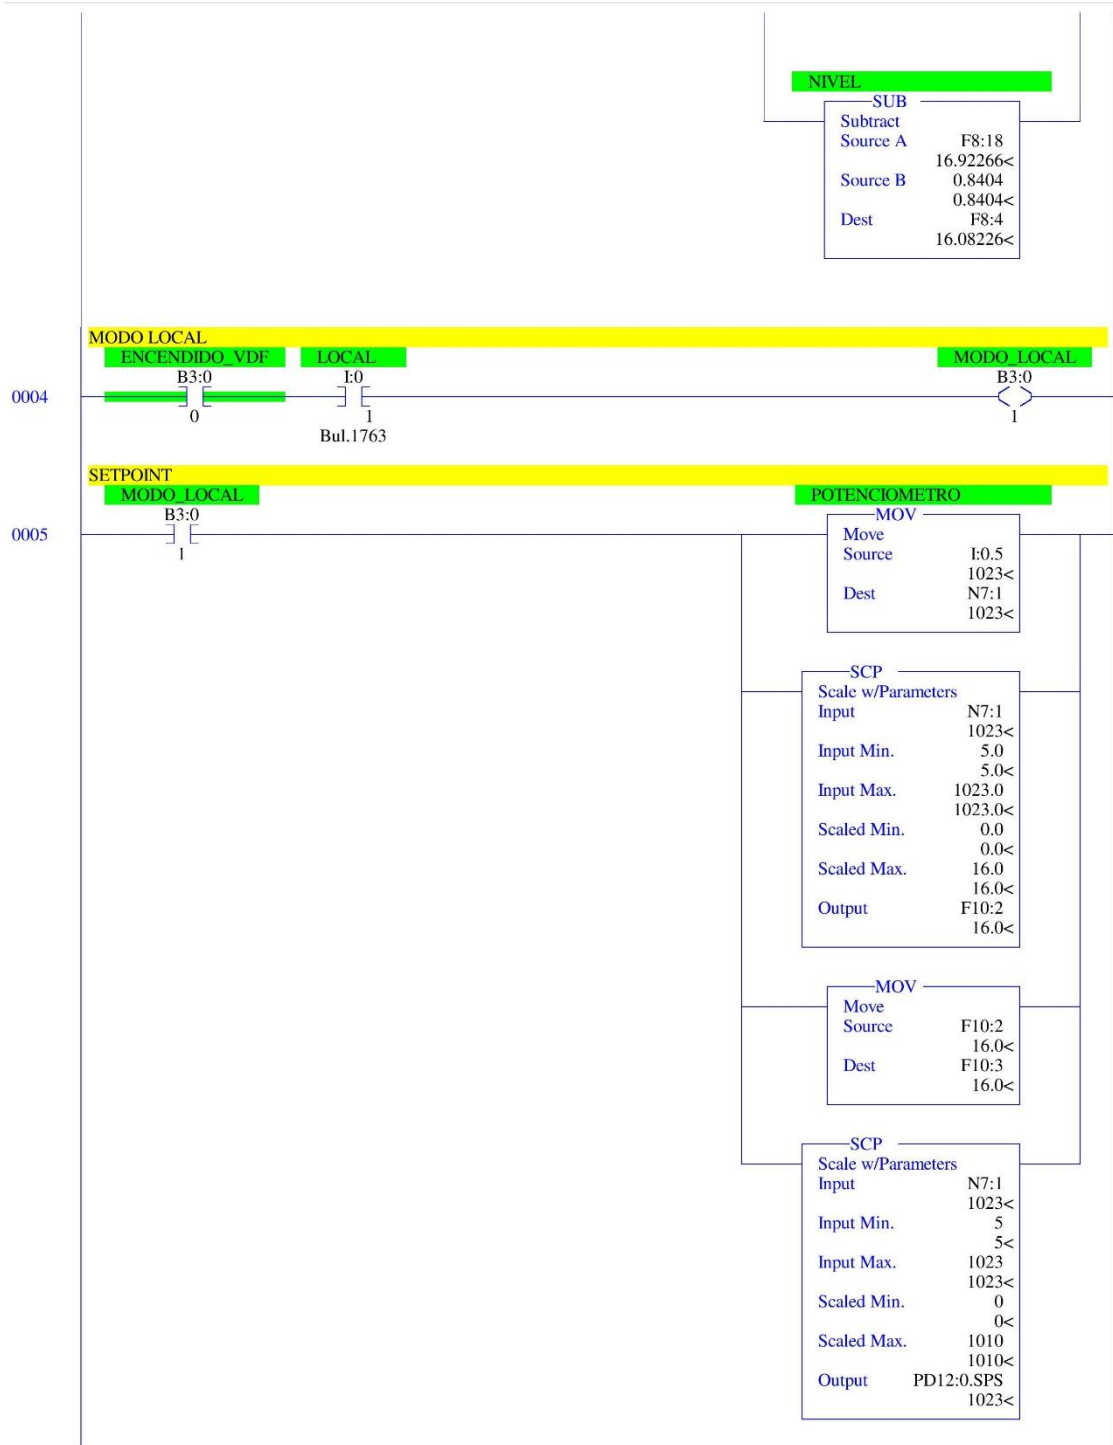 NIVEL
SUB
Subtract
Source A F8:18
16.92266<
Source B 0.8404
0.8404<
Dest F8:4
16.08226<
MODO LOCAL
ENCENDIDO_VDF LOCAL MODO_LOCAL
B3:0 I:0 B3:0
0004
0 1 1
Bul.1763
SETPOINT
MODO_LOCAL POTENCIOMETRO
B3:0
MOV
0005
Move
1
Source I:0.5
1023<
Dest N7:1
1023<
SCP
Scale w/Parameters
Input N7:1
1023<
Input Min. 5.0
5.0<
Input Max. 1023.0
1023.0<
Scaled Min. 0.0
0.0<
Scaled Max. 16.0
16.0<
Output F10:2
16.0<
MOV
Move
Source F10:2
16.0<
Dest F10:3
16.0<
SCP
Scale w/Parameters
Input N7:1
1023<
Input Min. 5
5<
Input Max. 1023
1023<
Scaled Min. 0
0<
Scaled Max. 1010
1010<
Output PD12:0.SPS
1023<